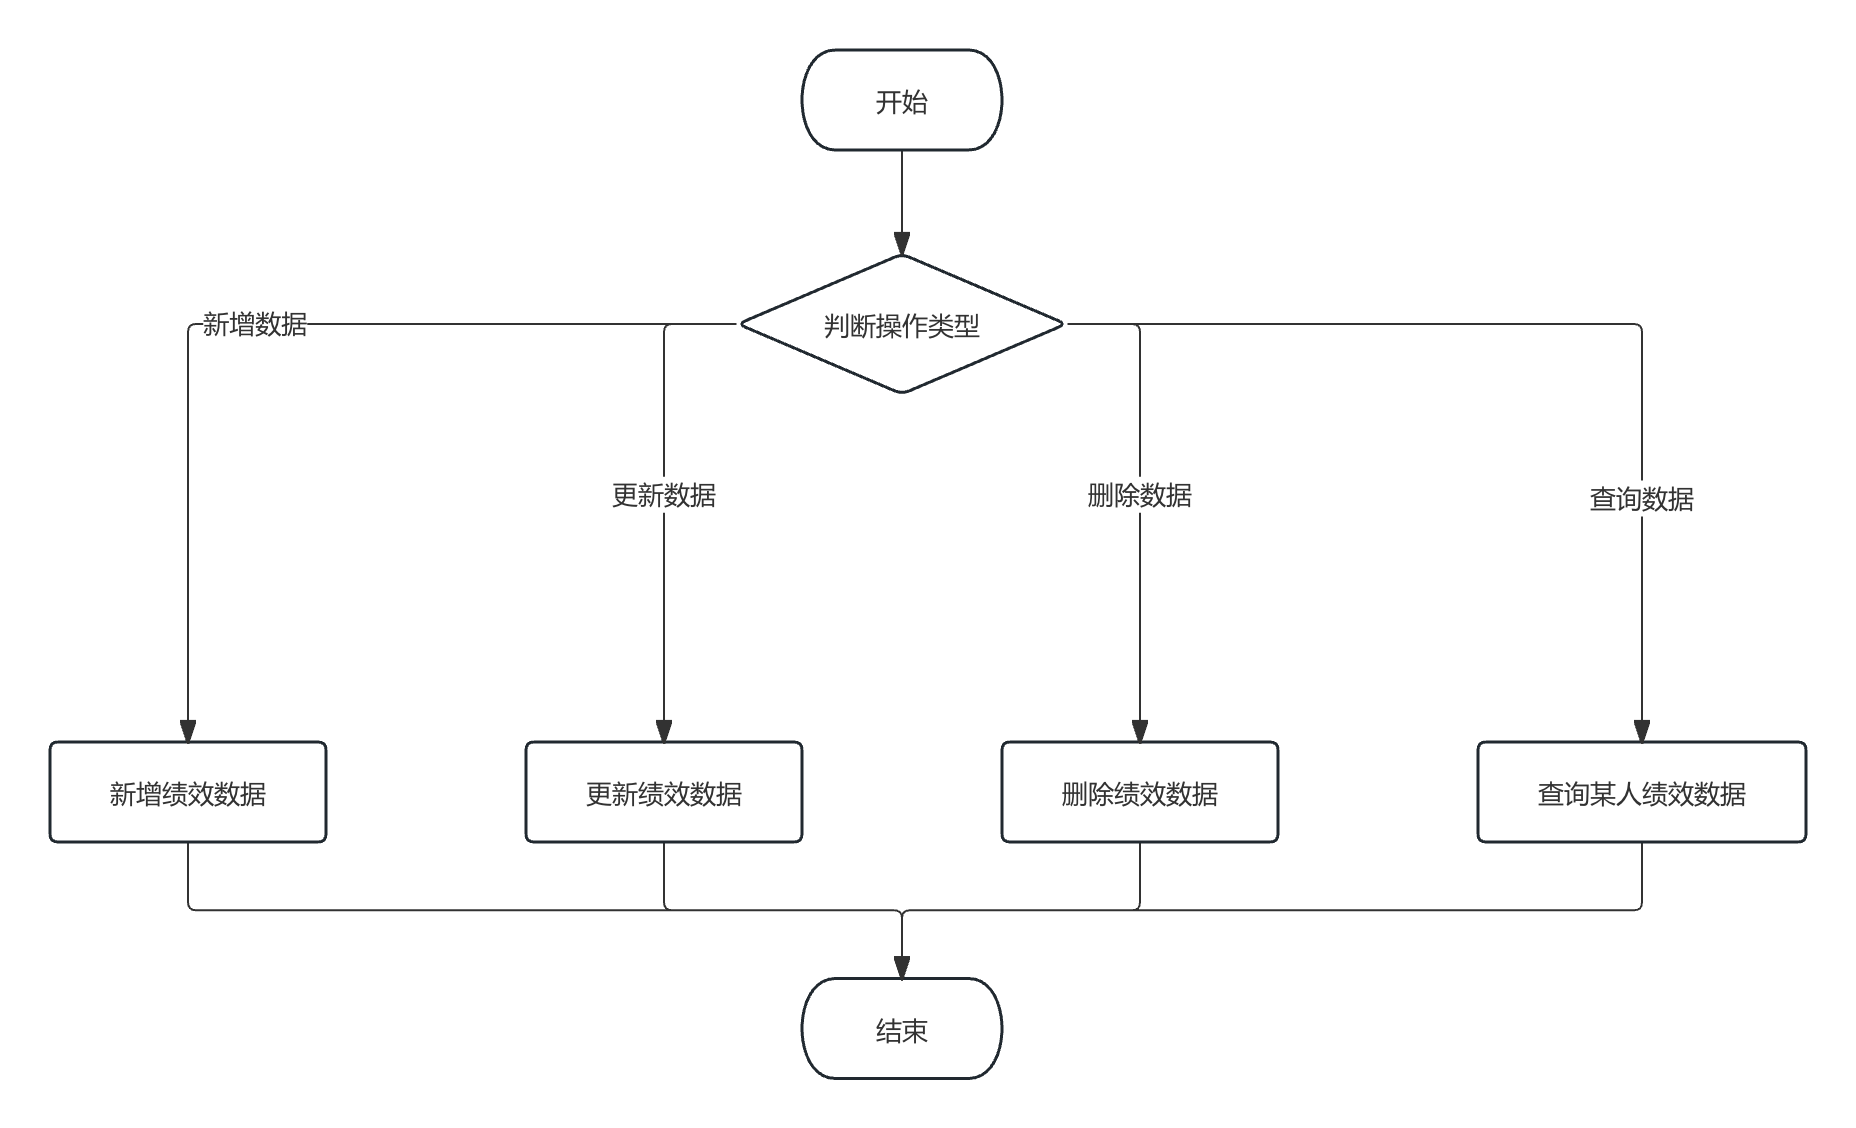 开始
判断操作类型
新增数据
更新数据
删除数据
查询数据
新增绩效数据
更新绩效数据
删除绩效数据
查询某人绩效数据
结束